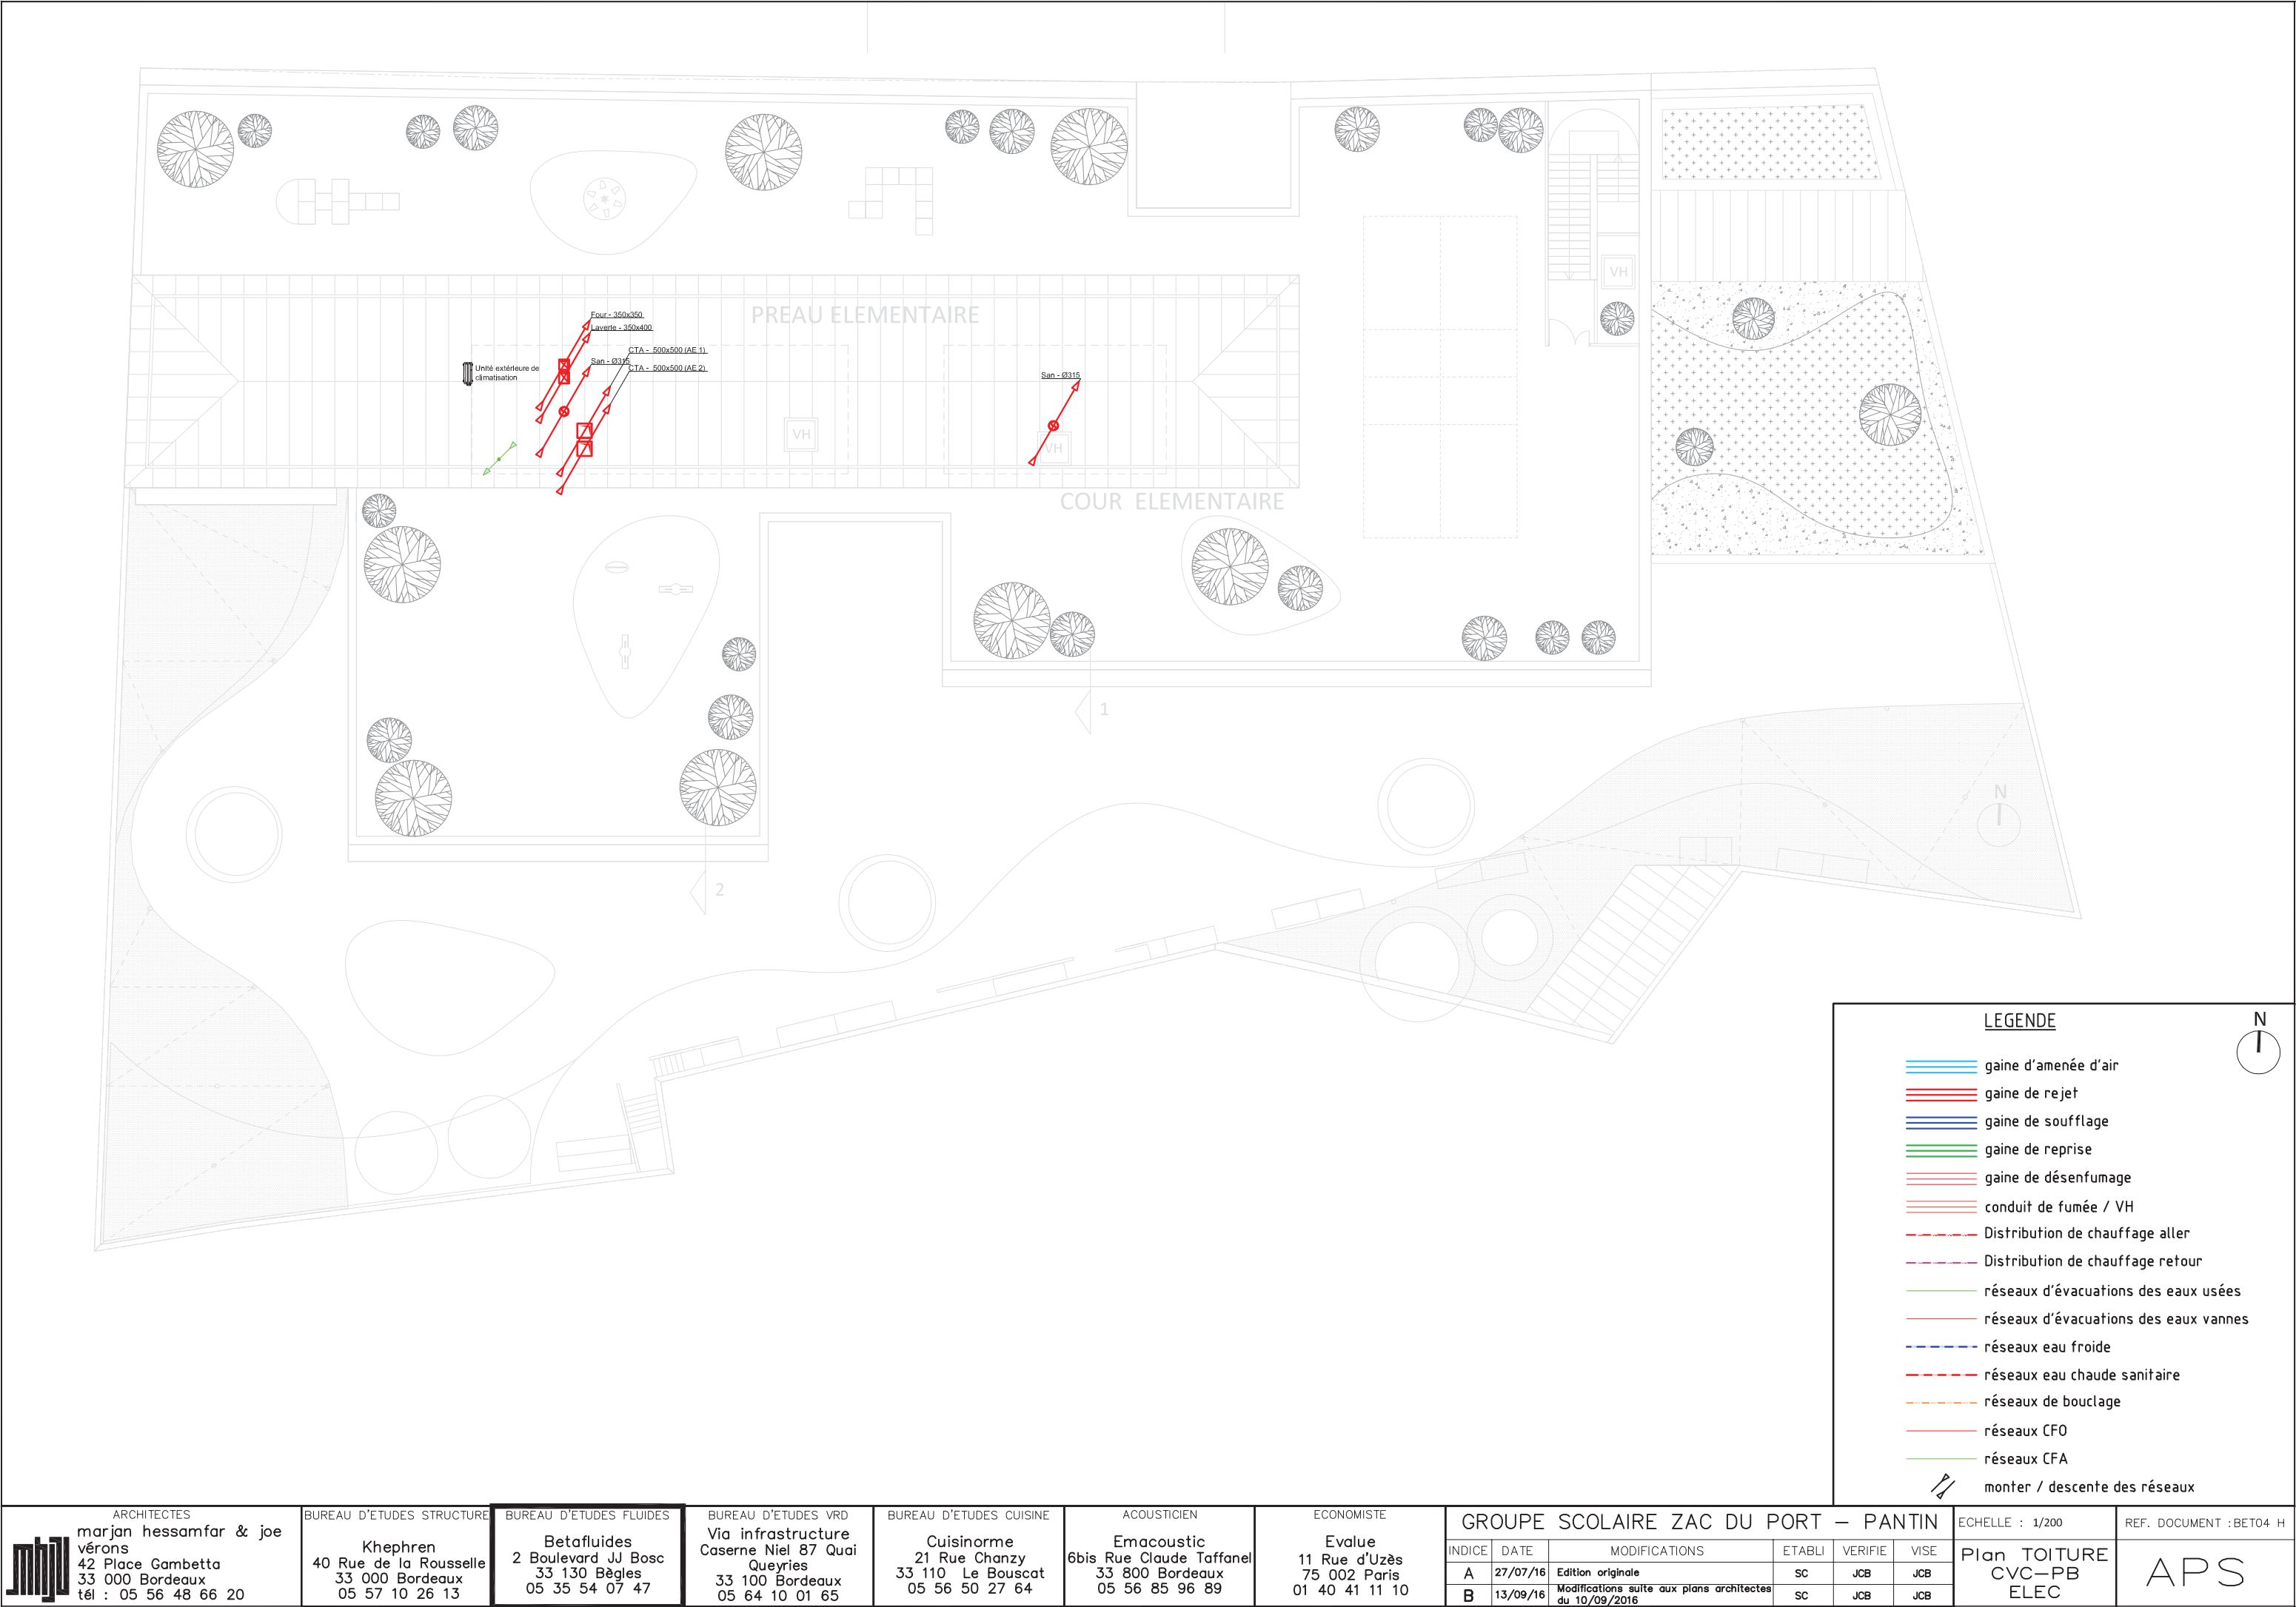 PREAU ELEMENTAIRE
VH
Four - 350x350
Laverie - 350x400
CTA - 500x500 (AE 1)
San - Ø315
CTA - 500x500 (AE 2)
Unité extérieure de
climatisation
San - Ø315
VH
VH
COUR ELEMENTAIRE
1
2
N
LEGENDE
N
gaine d'amenée d'air
gaine de rejet
gaine de soufflage
gaine de reprise
gaine de désenfumage
conduit de fumée / VH
Distribution de chauffage aller
Distribution de chauffage retour
réseaux d'évacuations des eaux usées
réseaux d'évacuations des eaux vannes
réseaux eau froide
réseaux eau chaude sanitaire
réseaux de bouclage
réseaux CFO
réseaux CFA
monter / descente des réseaux
ARCHITECTES
marjan hessamfar & joe
vérons
42 Place Gambetta
33 000 Bordeaux
tél : 05 56 48 66 20
BUREAU D'ETUDES STRUCTURE
Khephren
40 Rue de la Rousselle
33 000 Bordeaux
05 57 10 26 13
BUREAU D'ETUDES FLUIDES
Betafluides
2 Boulevard JJ Bosc
33 130 Bègles
05 35 54 07 47
BUREAU D'ETUDES VRD
Via infrastructure
Caserne Niel 87 Quai
Queyries
33 100 Bordeaux
05 64 10 01 65
BUREAU D'ETUDES CUISINE
Cuisinorme
21 Rue Chanzy
33 110 Le Bouscat
05 56 50 27 64
ACOUSTICIEN
Emacoustic
6bis Rue Claude Taffanel
33 800 Bordeaux
05 56 85 96 89
ECONOMISTE
Evalue
11 Rue d'Uzès
75 002 Paris
01 40 41 11 10
GROUPE SCOLAIRE ZAC DU PORT – PANTIN
INDICE DATE MODIFICATIONS ETABLI VERIFIE VISE
A 27/07/16 Edition originale SC JCB JCB
B 13/09/16 Modifications suite aux plans architectes
du 10/09/2016 SC JCB JCB
ECHELLE : 1/200
Plan TOITURE
CVC–PB
ELEC
REF. DOCUMENT :BET04 H
APS